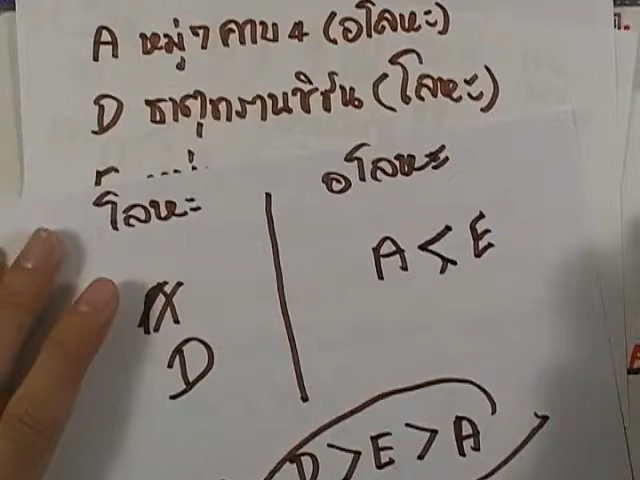 A หมู่ 7 คาบ 4 (อโลหะ)
D ธาตุทรานซิชัน (โลหะ)
โลหะ
อโลหะ
A < E
D
D > E > A